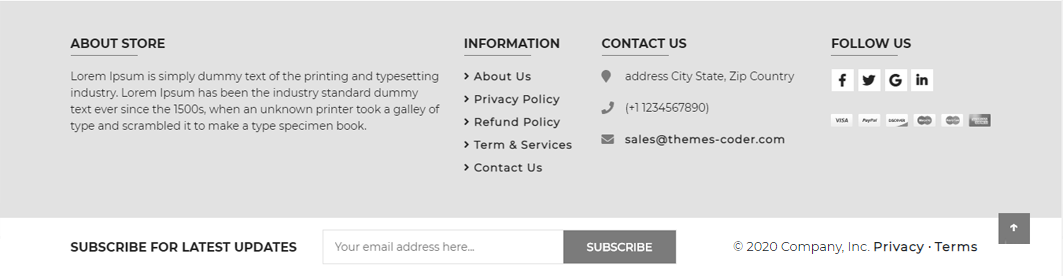 ABOUT STORE
Lorem Ipsum is simply dummy text of the printing and typesetting
industry. Lorem Ipsum has been the industry standard dummy
text ever since the 1500s, when an unknown printer took a galley of
type and scrambled it to make a type specimen book.
INFORMATION
About Us
Privacy Policy
Refund Policy
Term & Services
Contact Us
CONTACT US
address City State, Zip Country
(+1 1234567890)
sales@themes-coder.com
FOLLOW US
VISA PayPal DISCOVER
SUBSCRIBE FOR LATEST UPDATES
Your email address here...
SUBSCRIBE
© 2020 Company, Inc. Privacy · Terms